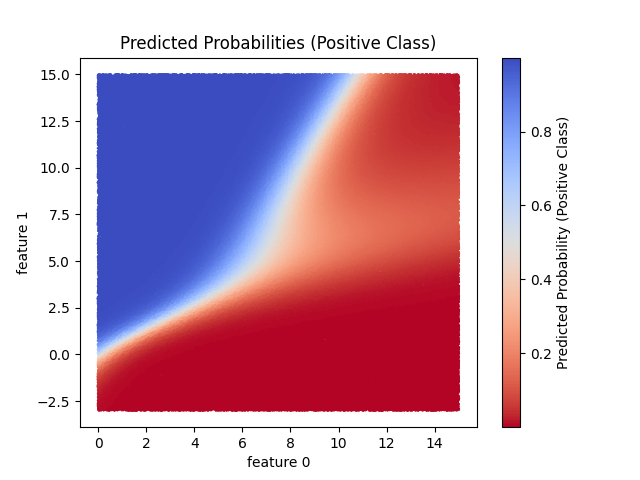 Predicted Probabilities (Positive Class)
15.0
12.5
10.0
7.5
5.0
2.5
0.0
−2.5
feature 1
0 2 4 6 8 10 12 14
feature 0
0.8
0.6
0.4
0.2
Predicted Probability (Positive Class)